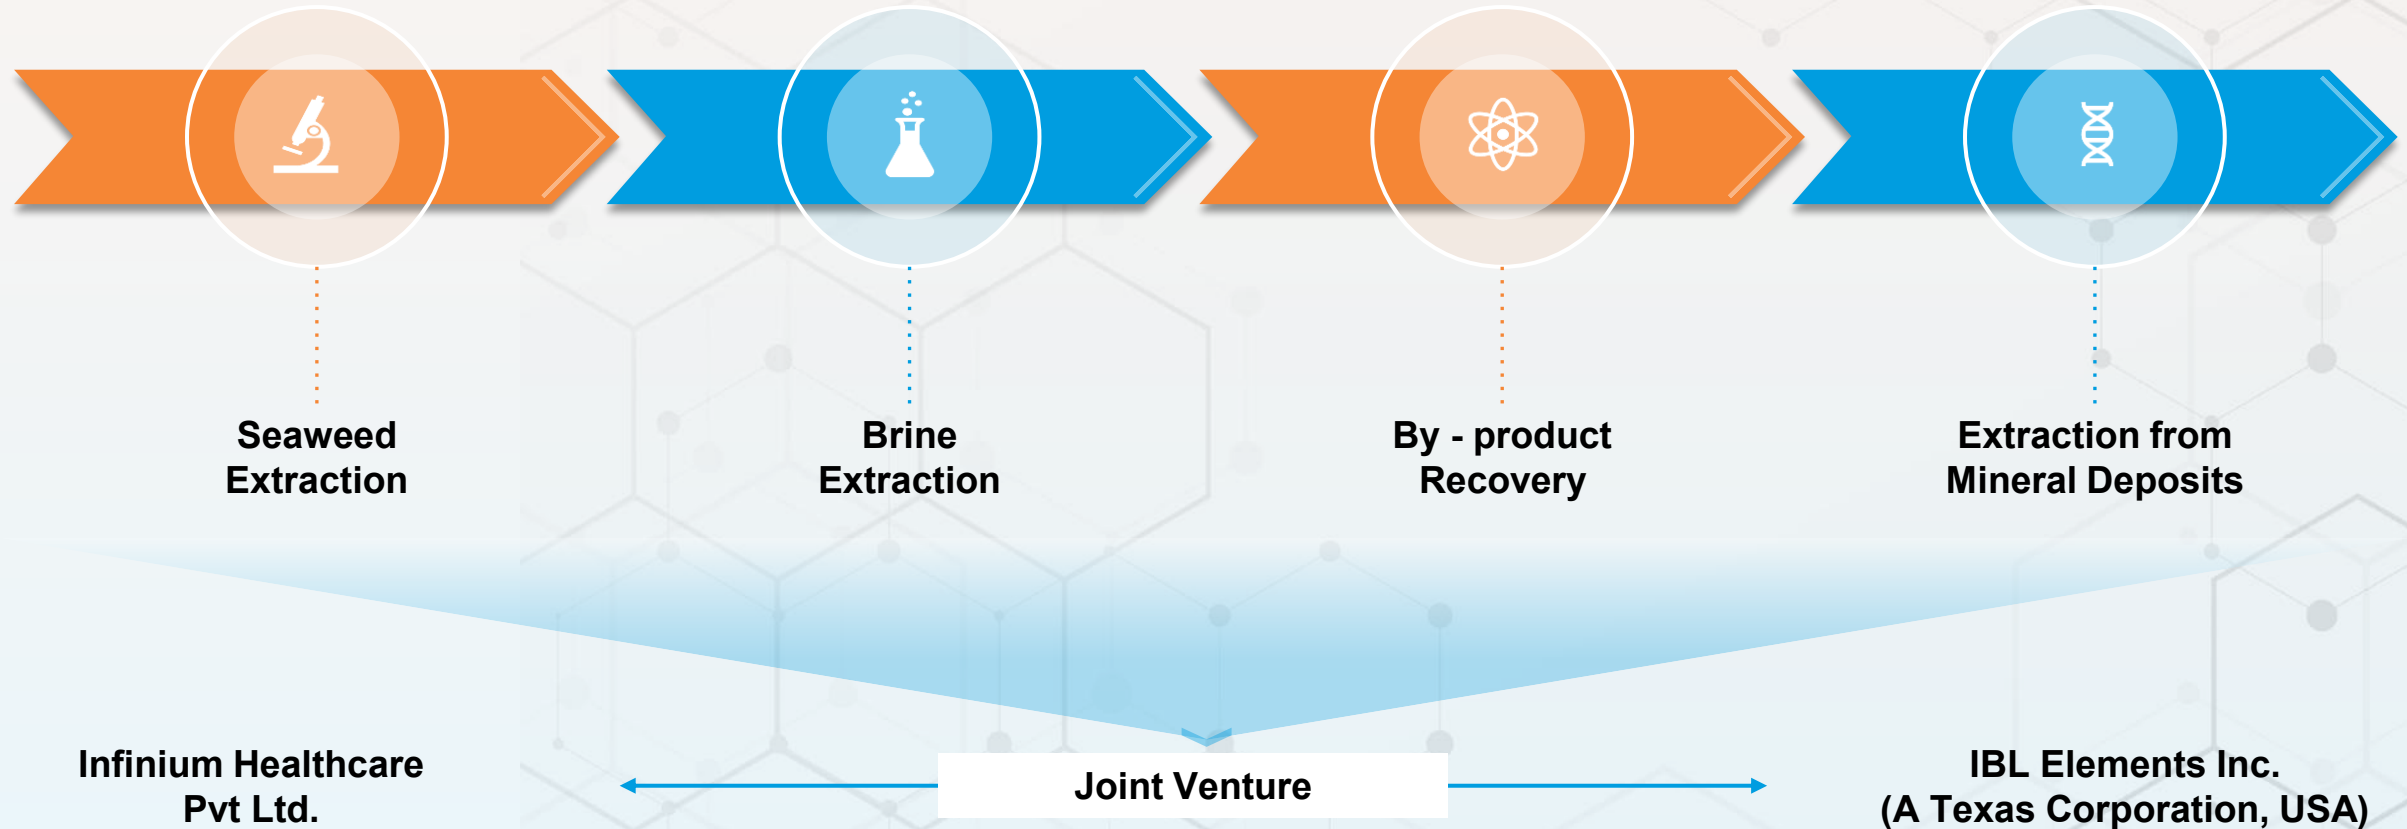 Seaweed
Extraction
Brine
Extraction
By - product
Recovery
Extraction from
Mineral Deposits
Infinium Healthcare
Pvt Ltd.
Joint Venture
IBL Elements Inc.
(A Texas Corporation, USA)